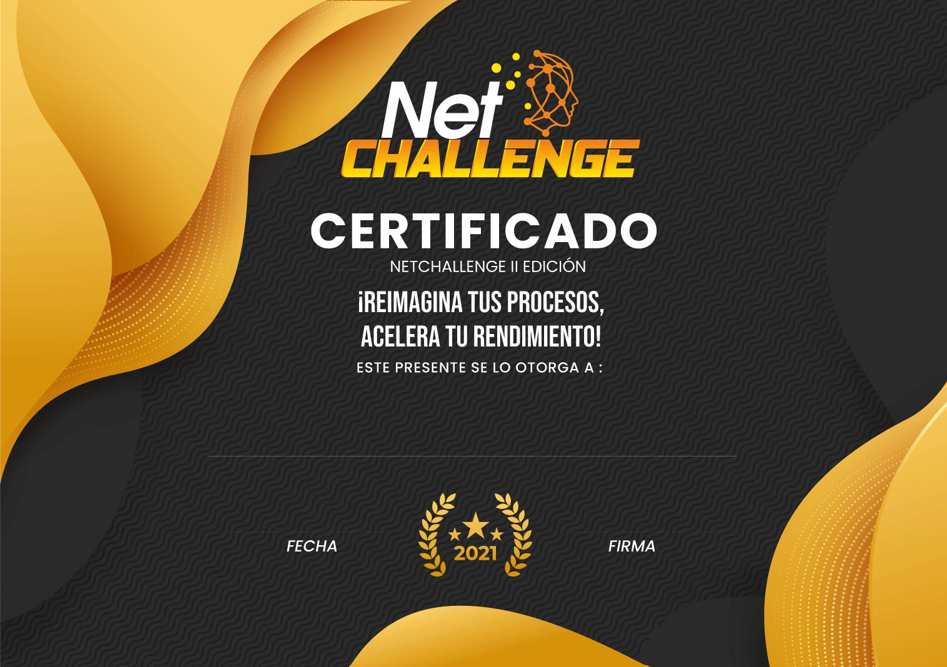 Net
CHALLENGE
CERTIFICADO
NETCHALLENGE II EDICIÓN
¡REIMAGINA TUS PROCESOS,
ACELERA TU RENDIMIENTO!
ESTE PRESENTE SE LO OTORGA A :
FECHA
2021
FIRMA